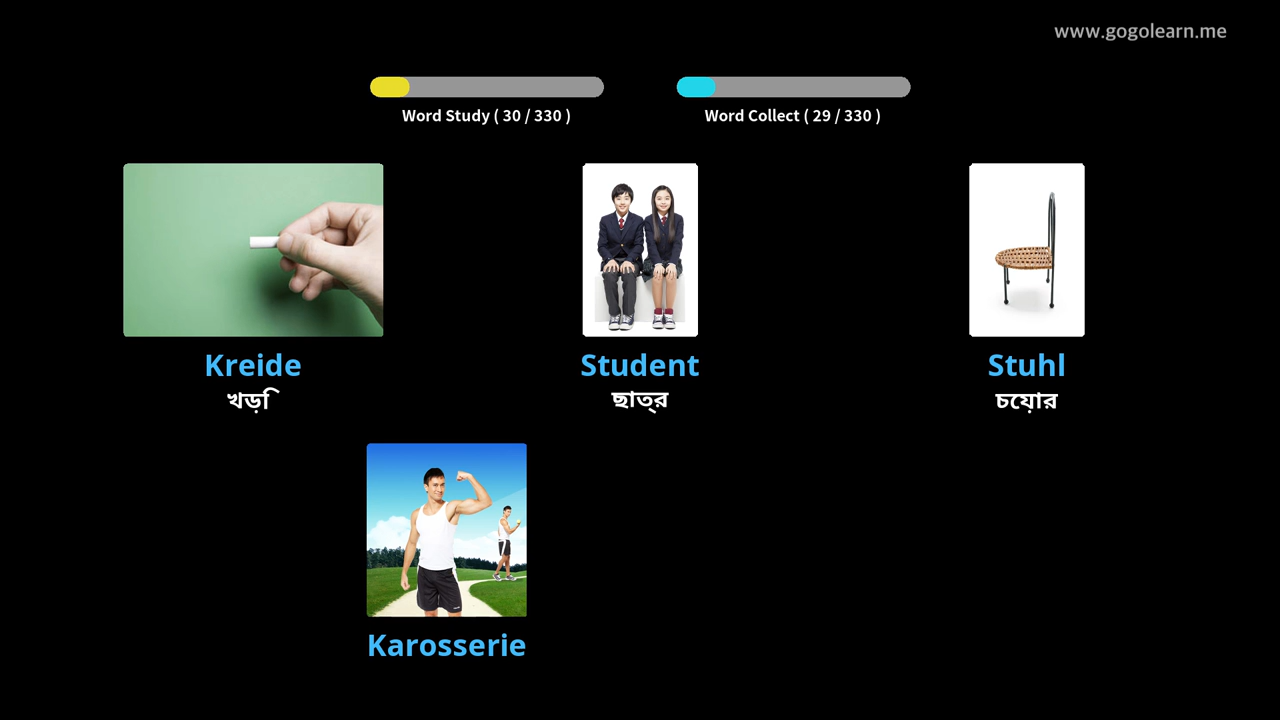 www.gogolearn.me
Word Study ( 30 / 330 )
Word Collect ( 29 / 330 )
Kreide
Student
Stuhl
খড়ি
ছাত্র
চেয়ার
Karosserie